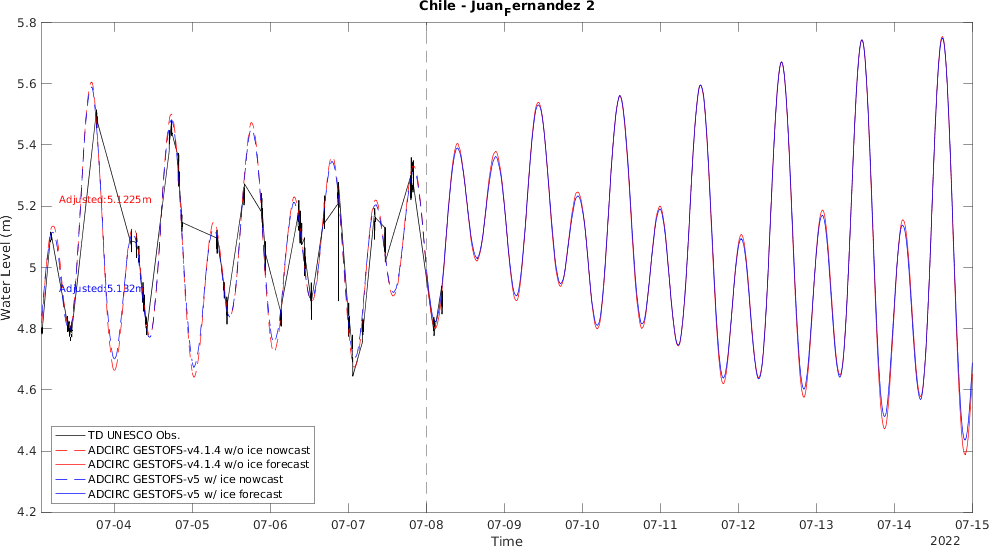 Chile - Juan_Fernandez 2
Water Level (m)
5.8
5.6
5.4
5.2
5
4.8
4.6
4.4
4.2
Adjusted:5.1225m
Adjusted:5.132m
TD UNESCO Obs.
ADCIRC GESTOFS-v4.1.4 w/o ice nowcast
ADCIRC GESTOFS-v4.1.4 w/o ice forecast
ADCIRC GESTOFS-v5 w/ ice nowcast
ADCIRC GESTOFS-v5 w/ ice forecast
07-04 07-05 07-06 07-07 07-08 07-09 07-10 07-11 07-12 07-13 07-14 07-15
Time
2022